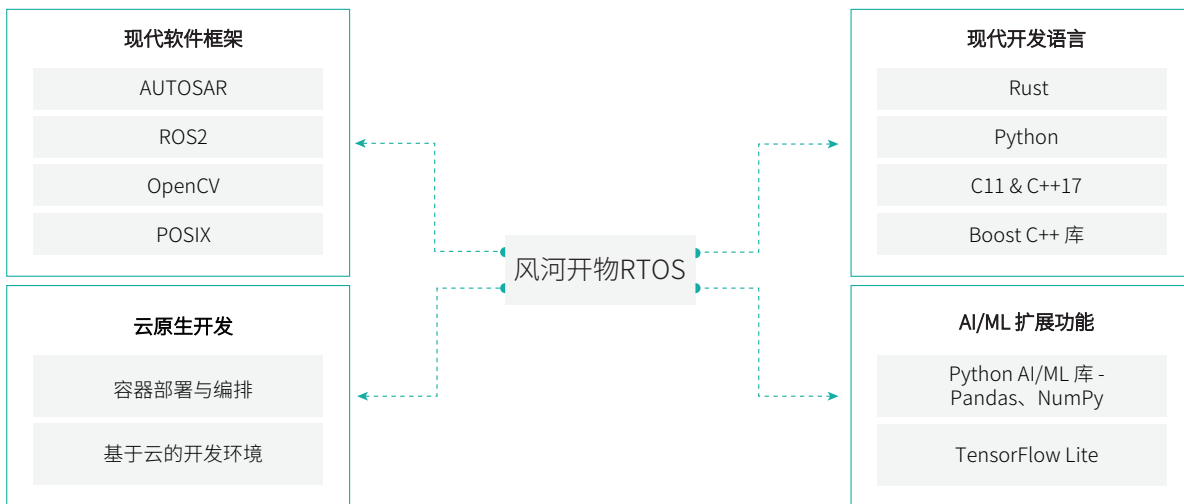 现代软件框架
AUTOSAR
ROS2
OpenCV
POSIX
云原生开发
容器部署与编排
基于云的开发环境
风河开物RTOS
现代开发语言
Rust
Python
C11 & C++17
Boost C++ 库
AI/ML 扩展功能
Python AI/ML 库 -
Pandas、NumPy
TensorFlow Lite